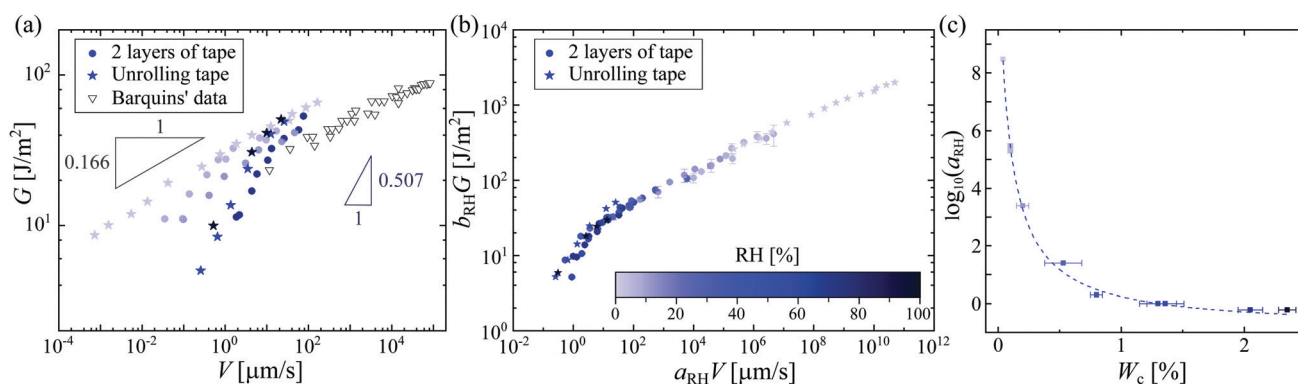 (a)
2 layers of tape
Unrolling tape
Barquins' data
1
0.166
0.507
1
10²
10¹
G [J/m²]
10⁻⁴ 10⁻² 10⁰ 10² 10⁴
V [μm/s]
(b)
2 layers of tape
Unrolling tape
RH [%]
0 20 40 60 80 100
10⁴
10³
10²
10¹
10⁰
b_RH G [J/m²]
10⁻² 10⁰ 10² 10⁴ 10⁶ 10⁸ 10¹⁰ 10¹²
a_RH V [μm/s]
(c)
8
6
4
2
0
log₁₀(a_RH)
0 1 2
W_c [%]